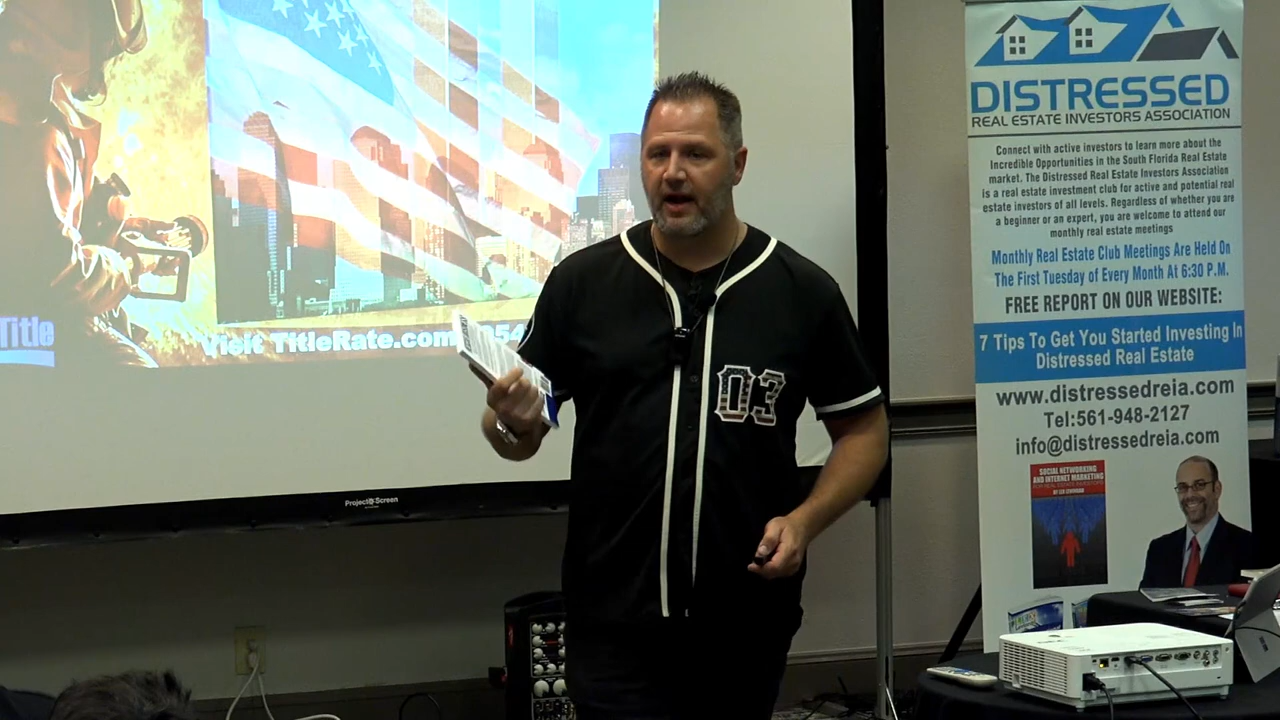 Title
Visit TitleRate.com
954
Project Screen
03
DISTRESSED
REAL ESTATE INVESTORS ASSOCIATION
Connect with active investors to learn more about the
Incredible Opportunities in the South Florida Real Estate
market. The Distressed Real Estate Investors Association
is a real estate investment club for active and potential real
estate investors of all levels. Regardless of whether you are
a beginner or an expert, you are welcome to attend our
monthly real estate meetings
Monthly Real Estate Club Meetings Are Held On
The First Tuesday of Every Month At 6:30 P.M.
FREE REPORT ON OUR WEBSITE:
7 Tips To Get You Started Investing In
Distressed Real Estate
www.distressedreia.com
Tel:561-948-2127
info@distressedreia.com
SOCIAL NETWORKING
AND INTERNET MARKETING
FOR REAL ESTATE INVESTORS